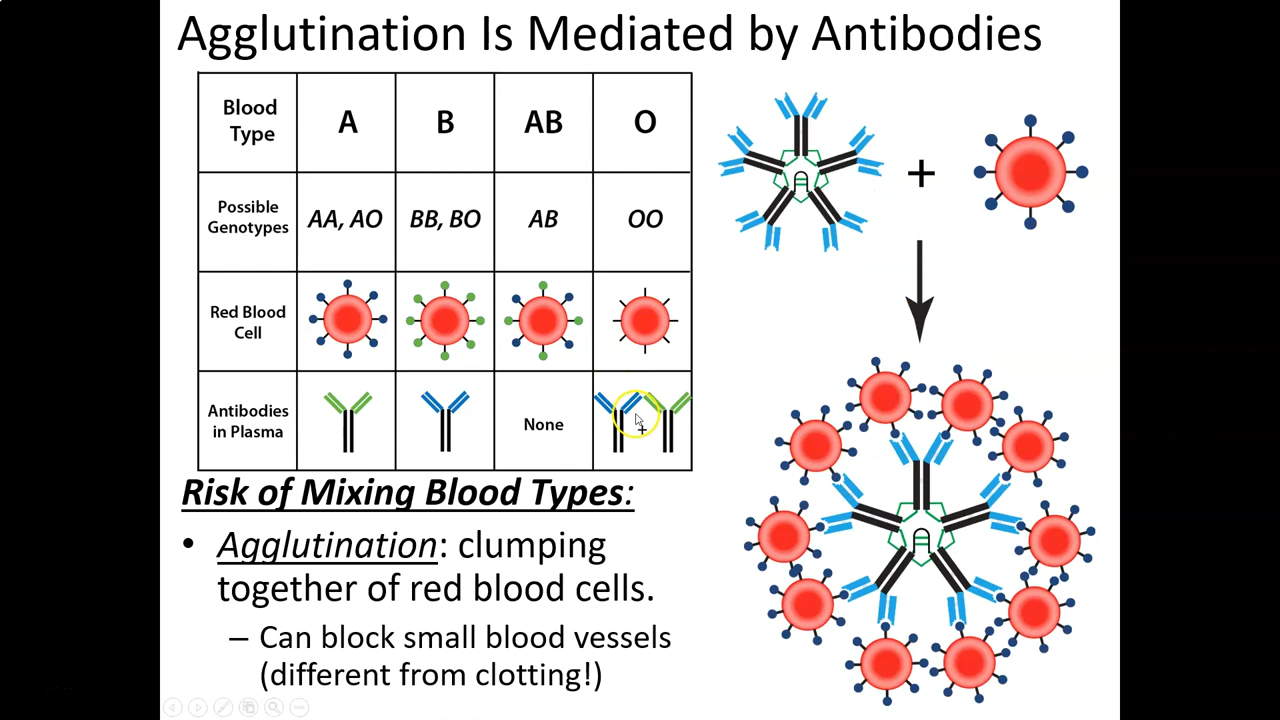 Agglutination Is Mediated by Antibodies
Blood
Type
A
B
AB
O
Possible
Genotypes
AA, AO
BB, BO
AB
OO
Red Blood
Cell
Antibodies
in Plasma
None
+
+
Risk of Mixing Blood Types:
• Agglutination: clumping
together of red blood cells.
– Can block small blood vessels
(different from clotting!)